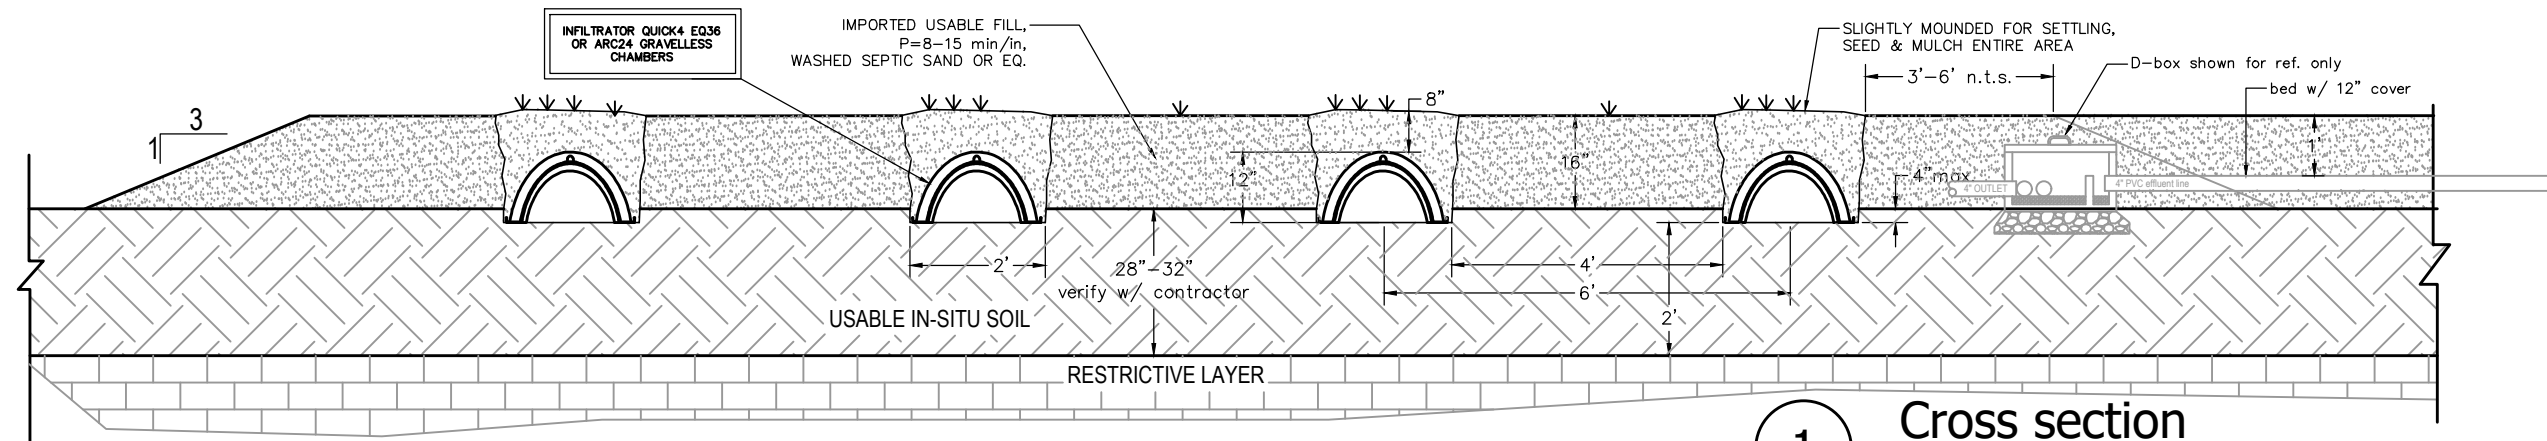 INFILTRATOR QUICK4 EQ36
OR ARC24 GRAVELLESS
CHAMBERS
IMPORTED USABLE FILL,
P=8-15 min/in,
WASHED SEPTIC SAND OR EQ.
SLIGHTLY MOUNDED FOR SETTLING,
SEED & MULCH ENTIRE AREA
3'-6' n.t.s.
D-box shown for ref. only
bed w/ 12" cover
3
1
8"
12"
16"
4"max
1'
4" OUTLET
4" PVC effluent line
2'
28"-32"
verify w/ contractor
4'
6'
2'
USABLE IN-SITU SOIL
RESTRICTIVE LAYER
1
Cross section